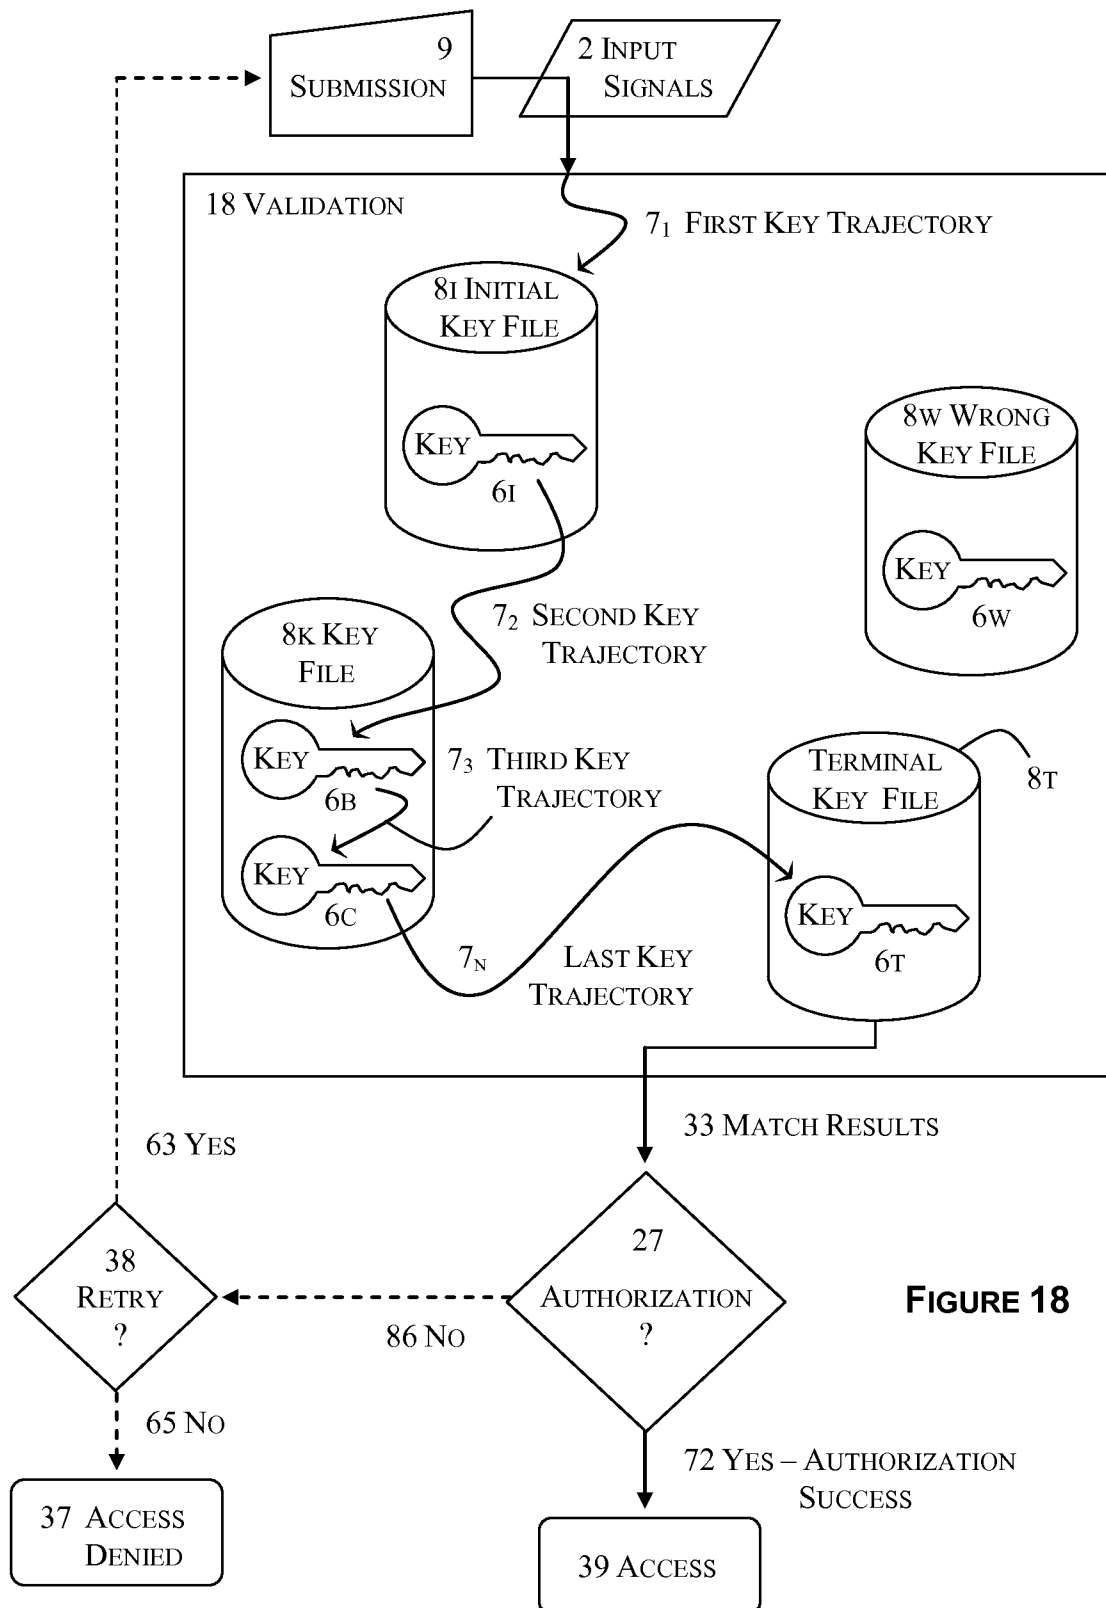 9
SUBMISSION
2 INPUT
SIGNALS
18 VALIDATION
7₁ FIRST KEY TRAJECTORY
8I INITIAL
KEY FILE
KEY
6I
8W WRONG
KEY FILE
KEY
6W
7₂ SECOND KEY
TRAJECTORY
8K KEY
FILE
KEY
6B
7₃ THIRD KEY
TRAJECTORY
KEY
6C
TERMINAL
KEY FILE
8T
KEY
6T
7N LAST KEY
TRAJECTORY
33 MATCH RESULTS
63 YES
38
RETRY
?
27
AUTHORIZATION
?
86 NO
FIGURE 18
65 NO
72 YES – AUTHORIZATION
SUCCESS
37 ACCESS
DENIED
39 ACCESS